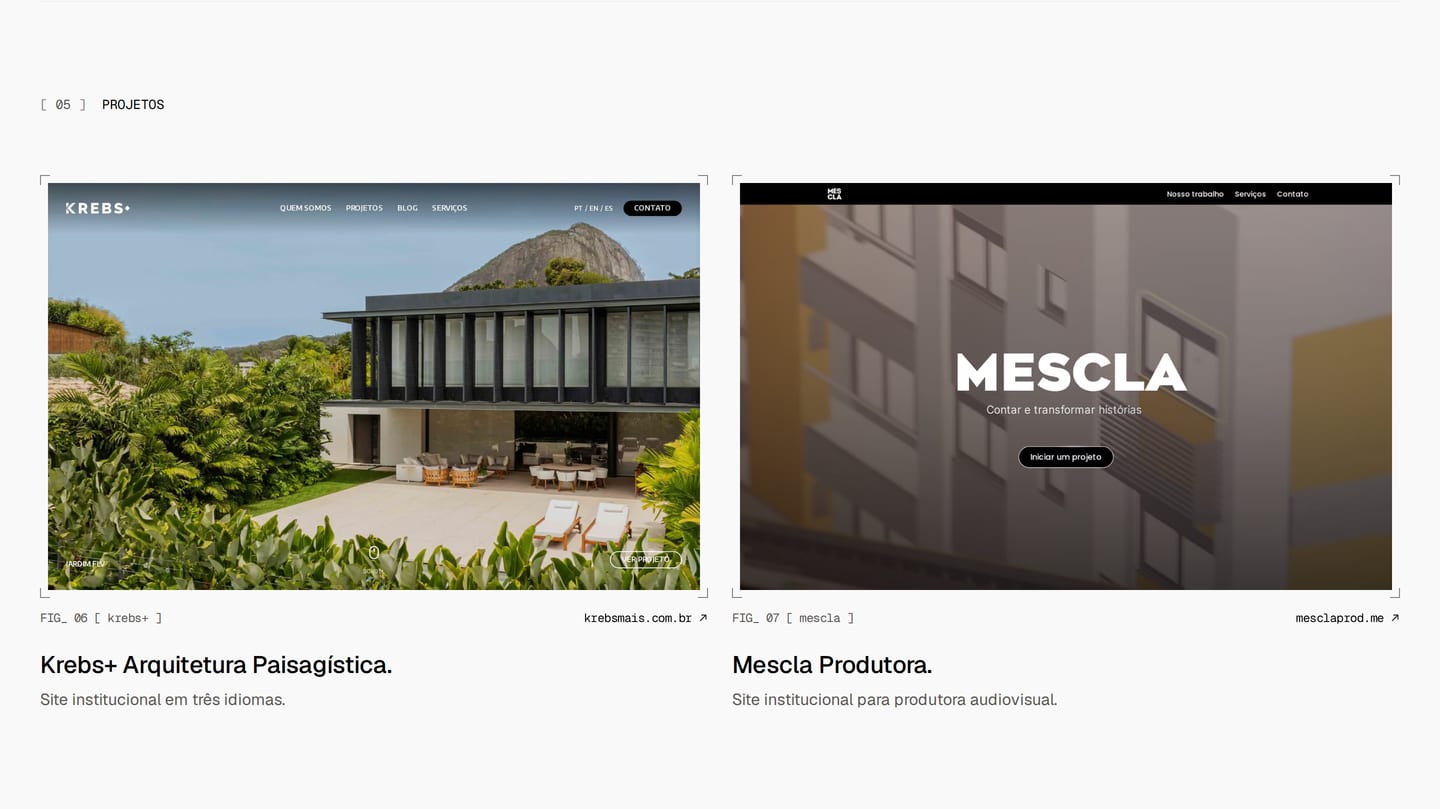 [ 05 ] PROJETOS
KREBS+
QUEM SOMOS PROJETOS BLOG SERVIÇOS
PT / EN / ES
CONTATO
JARDIM FLV
VER PROJETO
MES
CLA
Nosso trabalho Serviços Contato
MESCLA
Contar e transformar histórias
Iniciar um projeto
FIG_ 06 [ krebs+ ]
krebsmais.com.br ↗
Krebs+ Arquitetura Paisagística.
Site institucional em três idiomas.
FIG_ 07 [ mescla ]
mesclaprod.me ↗
Mescla Produtora.
Site institucional para produtora audiovisual.